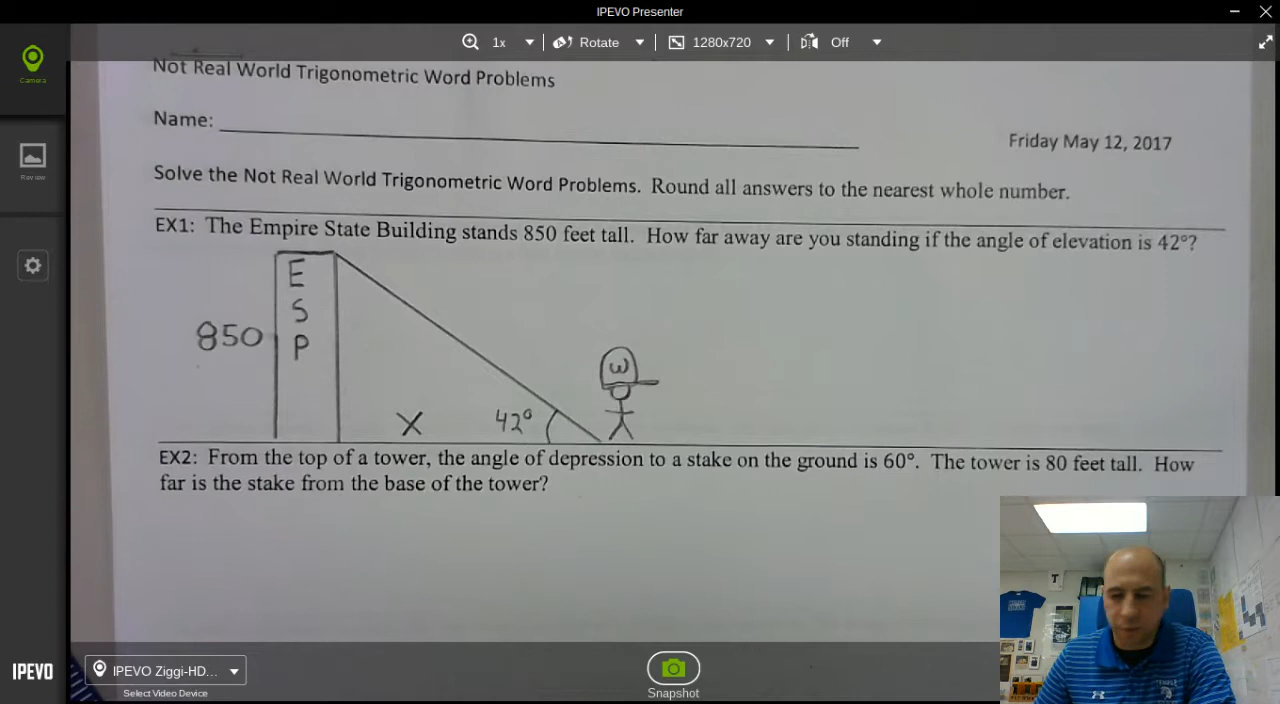 IPEVO Presenter
1x
Rotate
1280x720
Off
Camera
Review
Not Real World Trigonometric Word Problems
Name:
Friday May 12, 2017
Solve the Not Real World Trigonometric Word Problems. Round all answers to the nearest whole number.
EX1: The Empire State Building stands 850 feet tall. How far away are you standing if the angle of elevation is 42°?
E
S
P
850
W
X
42°
EX2: From the top of a tower, the angle of depression to a stake on the ground is 60°. The tower is 80 feet tall. How
far is the stake from the base of the tower?
T
IPEVO
IPEVO Ziggi-HD...
Select Video Device
Snapshot